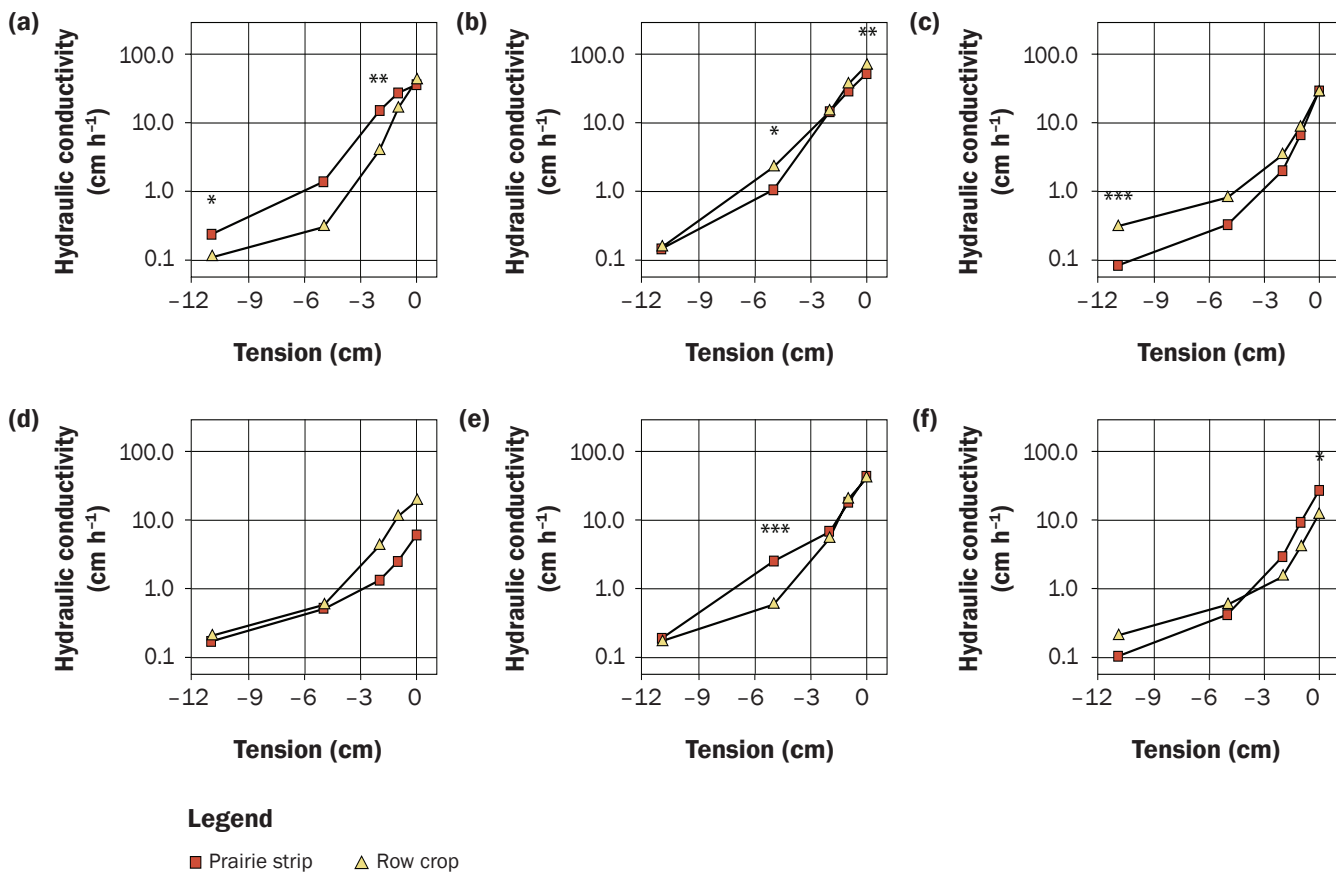 (a)
Hydraulic conductivity
(cm h⁻¹)
100.0
10.0
1.0
0.1
*
**
−12 −9 −6 −3 0
Tension (cm)
(b)
Hydraulic conductivity
(cm h⁻¹)
100.0
10.0
1.0
0.1
*
**
−12 −9 −6 −3 0
Tension (cm)
(c)
Hydraulic conductivity
(cm h⁻¹)
100.0
10.0
1.0
0.1
***
−12 −9 −6 −3 0
Tension (cm)
(d)
Hydraulic conductivity
(cm h⁻¹)
100.0
10.0
1.0
0.1
−12 −9 −6 −3 0
Tension (cm)
(e)
Hydraulic conductivity
(cm h⁻¹)
100.0
10.0
1.0
0.1
***
−12 −9 −6 −3 0
Tension (cm)
(f)
Hydraulic conductivity
(cm h⁻¹)
100.0
10.0
1.0
0.1
*
−12 −9 −6 −3 0
Tension (cm)
Legend
Prairie strip Row crop